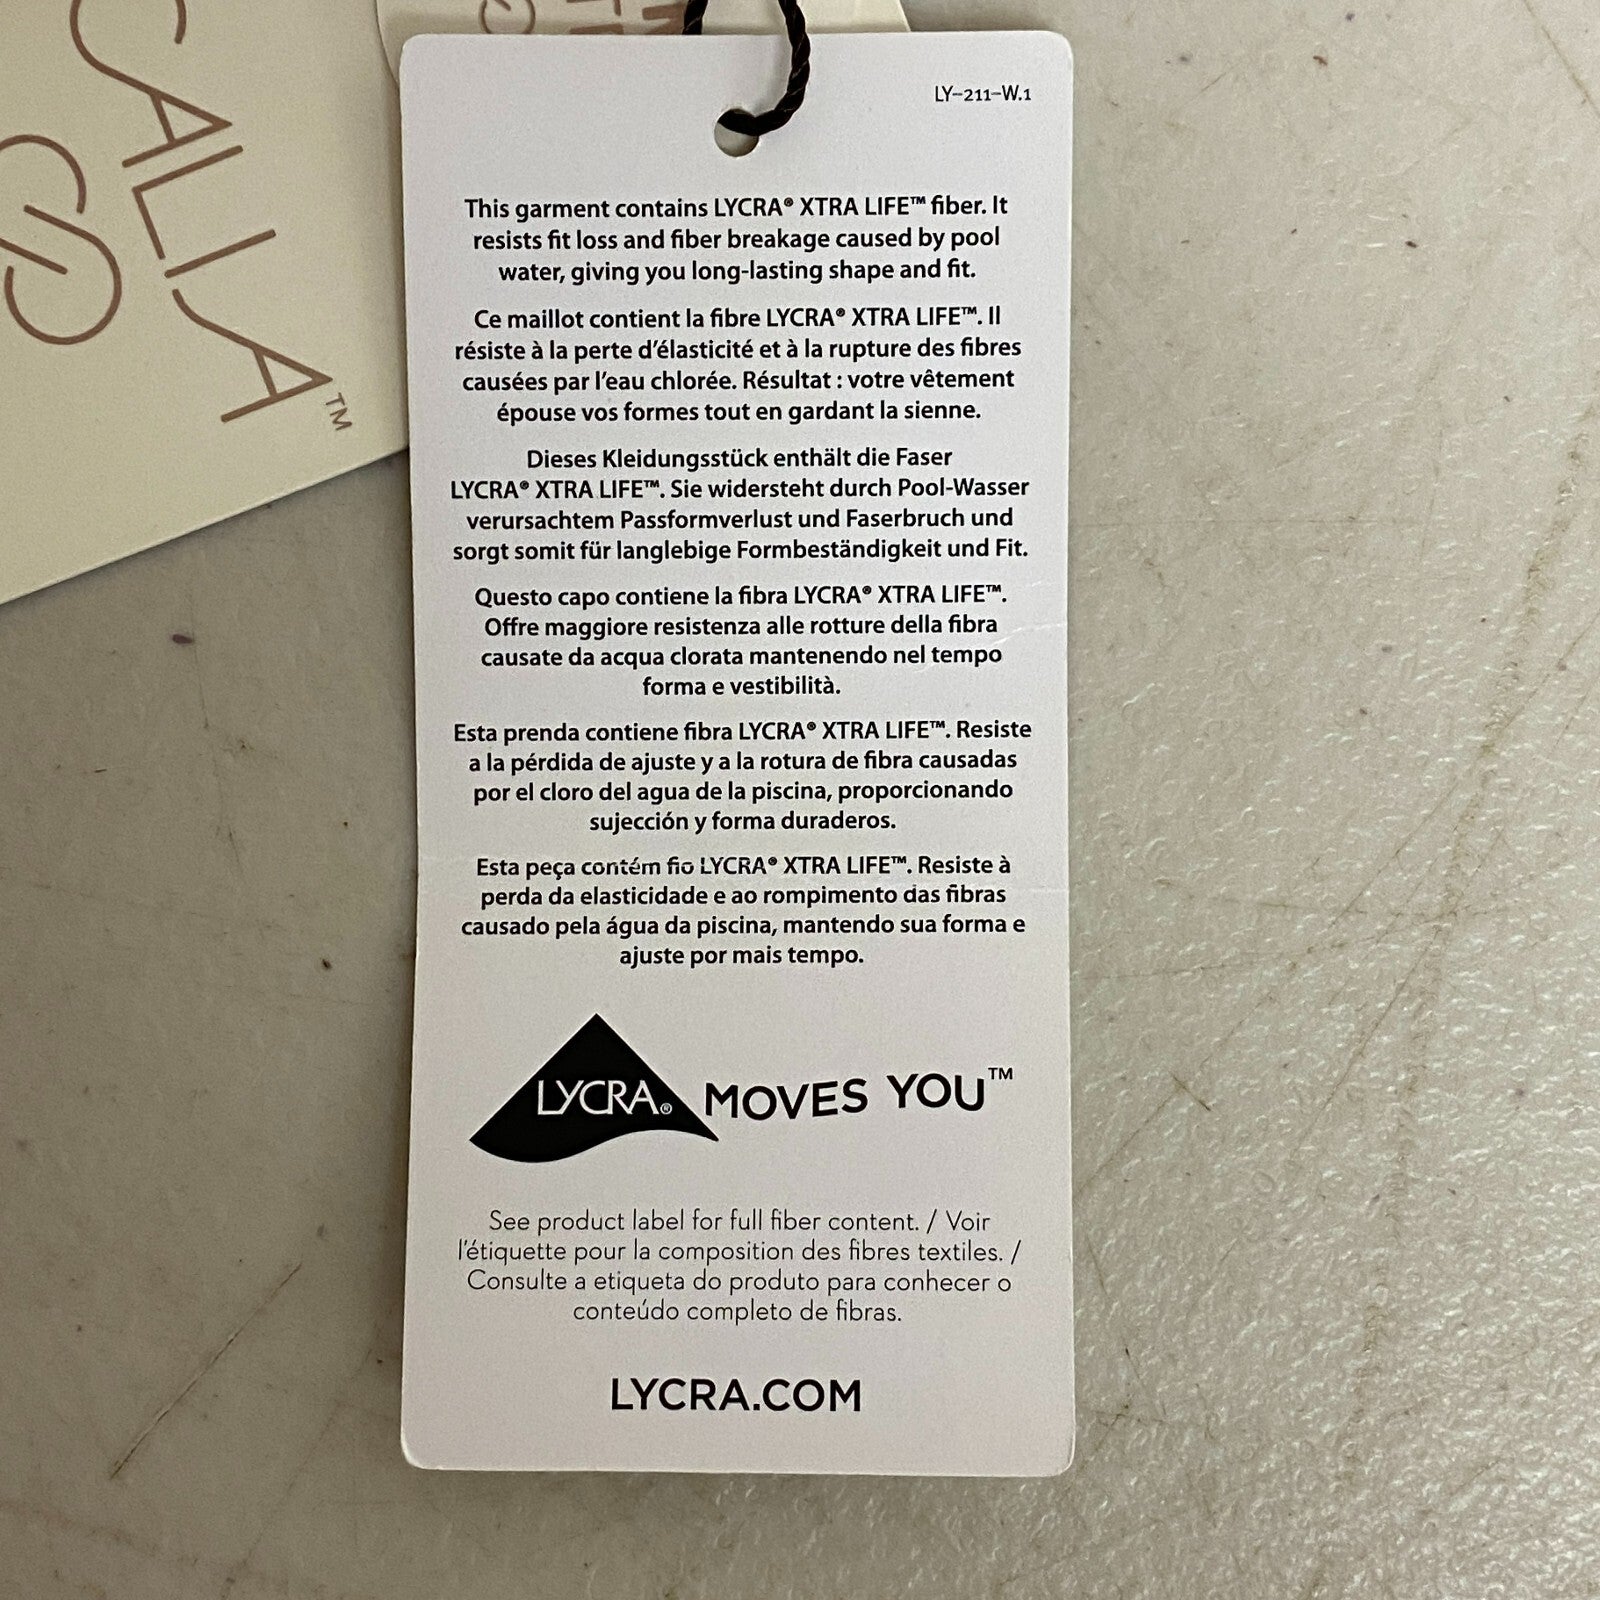 CALIA™
LY-211-W.1
This garment contains LYCRA® XTRA LIFE™ fiber. It
resists fit loss and fiber breakage caused by pool
water, giving you long-lasting shape and fit.
Ce maillot contient la fibre LYCRA® XTRA LIFE™. Il
résiste à la perte d'élasticité et à la rupture des fibres
causées par l'eau chlorée. Résultat : votre vêtement
épouse vos formes tout en gardant la sienne.
Dieses Kleidungsstück enthält die Faser
LYCRA® XTRA LIFE™. Sie widersteht durch Pool-Wasser
verursachtem Passformverlust und Faserbruch und
sorgt somit für langlebige Formbeständigkeit und Fit.
Questo capo contiene la fibra LYCRA® XTRA LIFE™.
Offre maggiore resistenza alle rotture della fibra
causate da acqua clorata mantenendo nel tempo
forma e vestibilità.
Esta prenda contiene fibra LYCRA® XTRA LIFE™. Resiste
a la pérdida de ajuste y a la rotura de fibra causadas
por el cloro del agua de la piscina, proporcionando
sujección y forma duraderos.
Esta peça contém fio LYCRA® XTRA LIFE™. Resiste à
perda da elasticidade e ao rompimento das fibras
causado pela água da piscina, mantendo sua forma e
ajuste por mais tempo.
LYCRA® MOVES YOU™
See product label for full fiber content. / Voir
l'étiquette pour la composition des fibres textiles. /
Consulte a etiqueta do produto para conhecer o
conteúdo completo de fibras.
LYCRA.COM